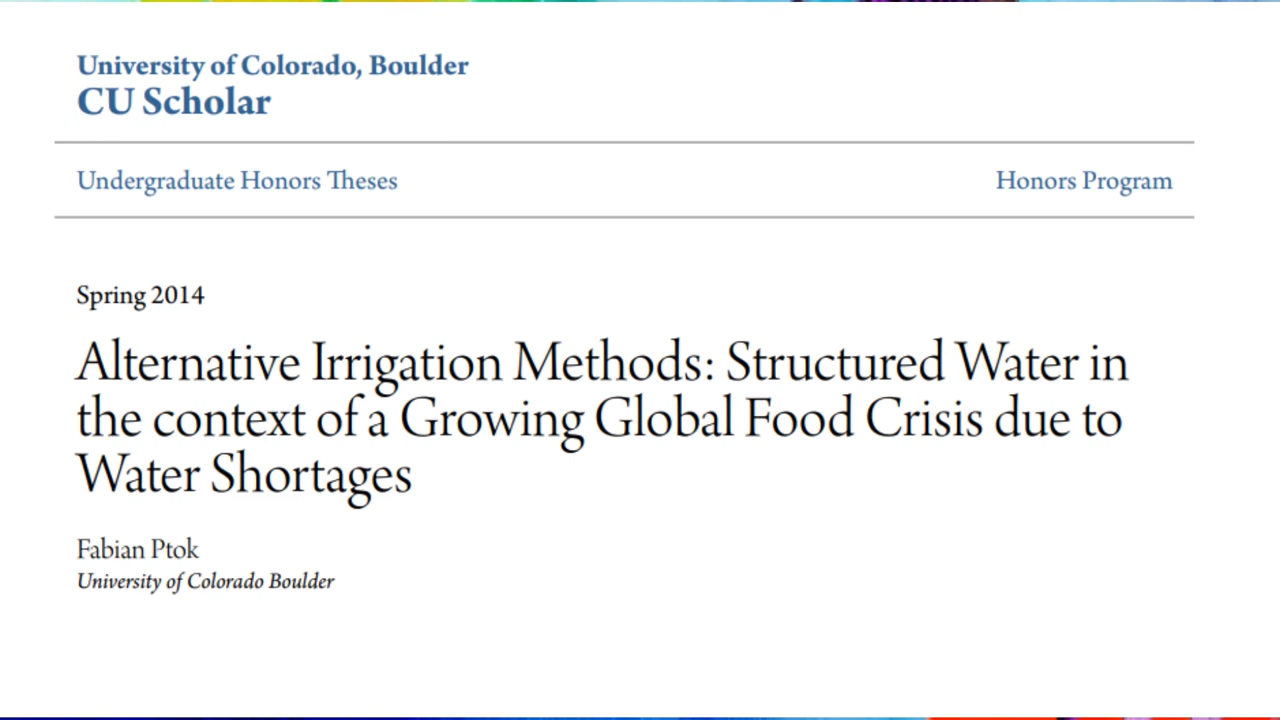 University of Colorado, Boulder
CU Scholar
Undergraduate Honors Theses
Honors Program
Spring 2014
Alternative Irrigation Methods: Structured Water in
the context of a Growing Global Food Crisis due to
Water Shortages
Fabian Ptok
University of Colorado Boulder